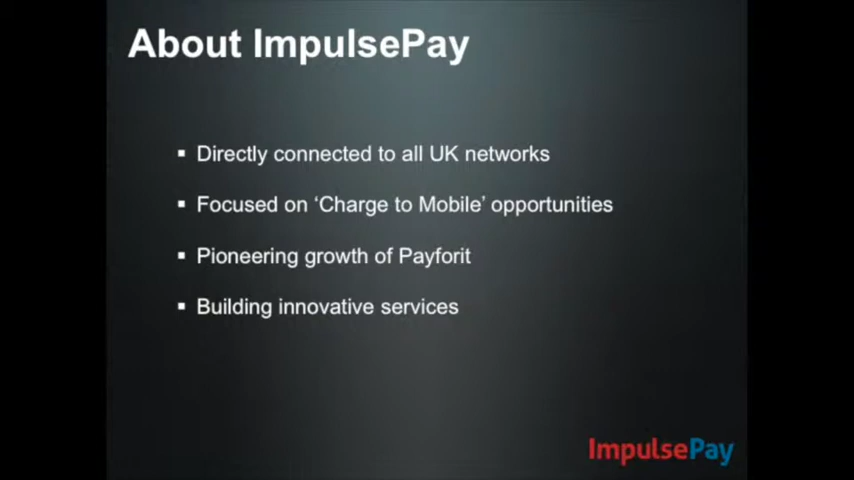 About ImpulsePay
▪ Directly connected to all UK networks
▪ Focused on ‘Charge to Mobile’ opportunities
▪ Pioneering growth of Payforit
▪ Building innovative services
ImpulsePay